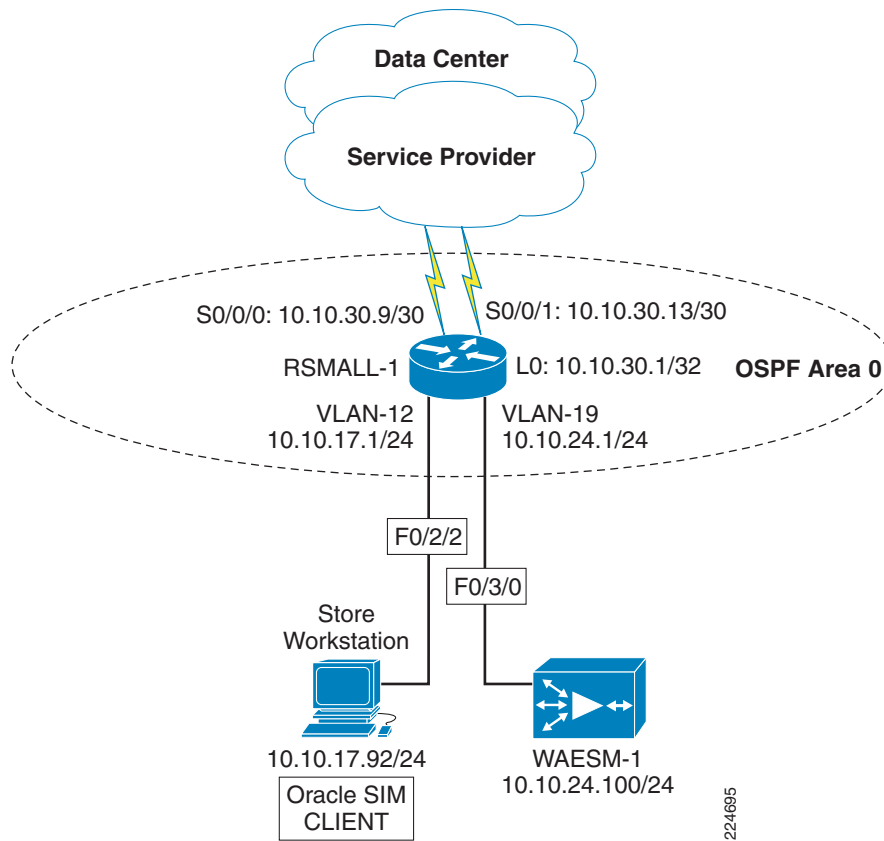 Data Center
Service Provider
S0/0/0: 10.10.30.9/30
S0/0/1: 10.10.30.13/30
RSMALL-1
L0: 10.10.30.1/32
OSPF Area 0
VLAN-12
10.10.17.1/24
VLAN-19
10.10.24.1/24
F0/2/2
F0/3/0
Store
Workstation
10.10.17.92/24
Oracle SIM
CLIENT
WAESM-1
10.10.24.100/24
224695